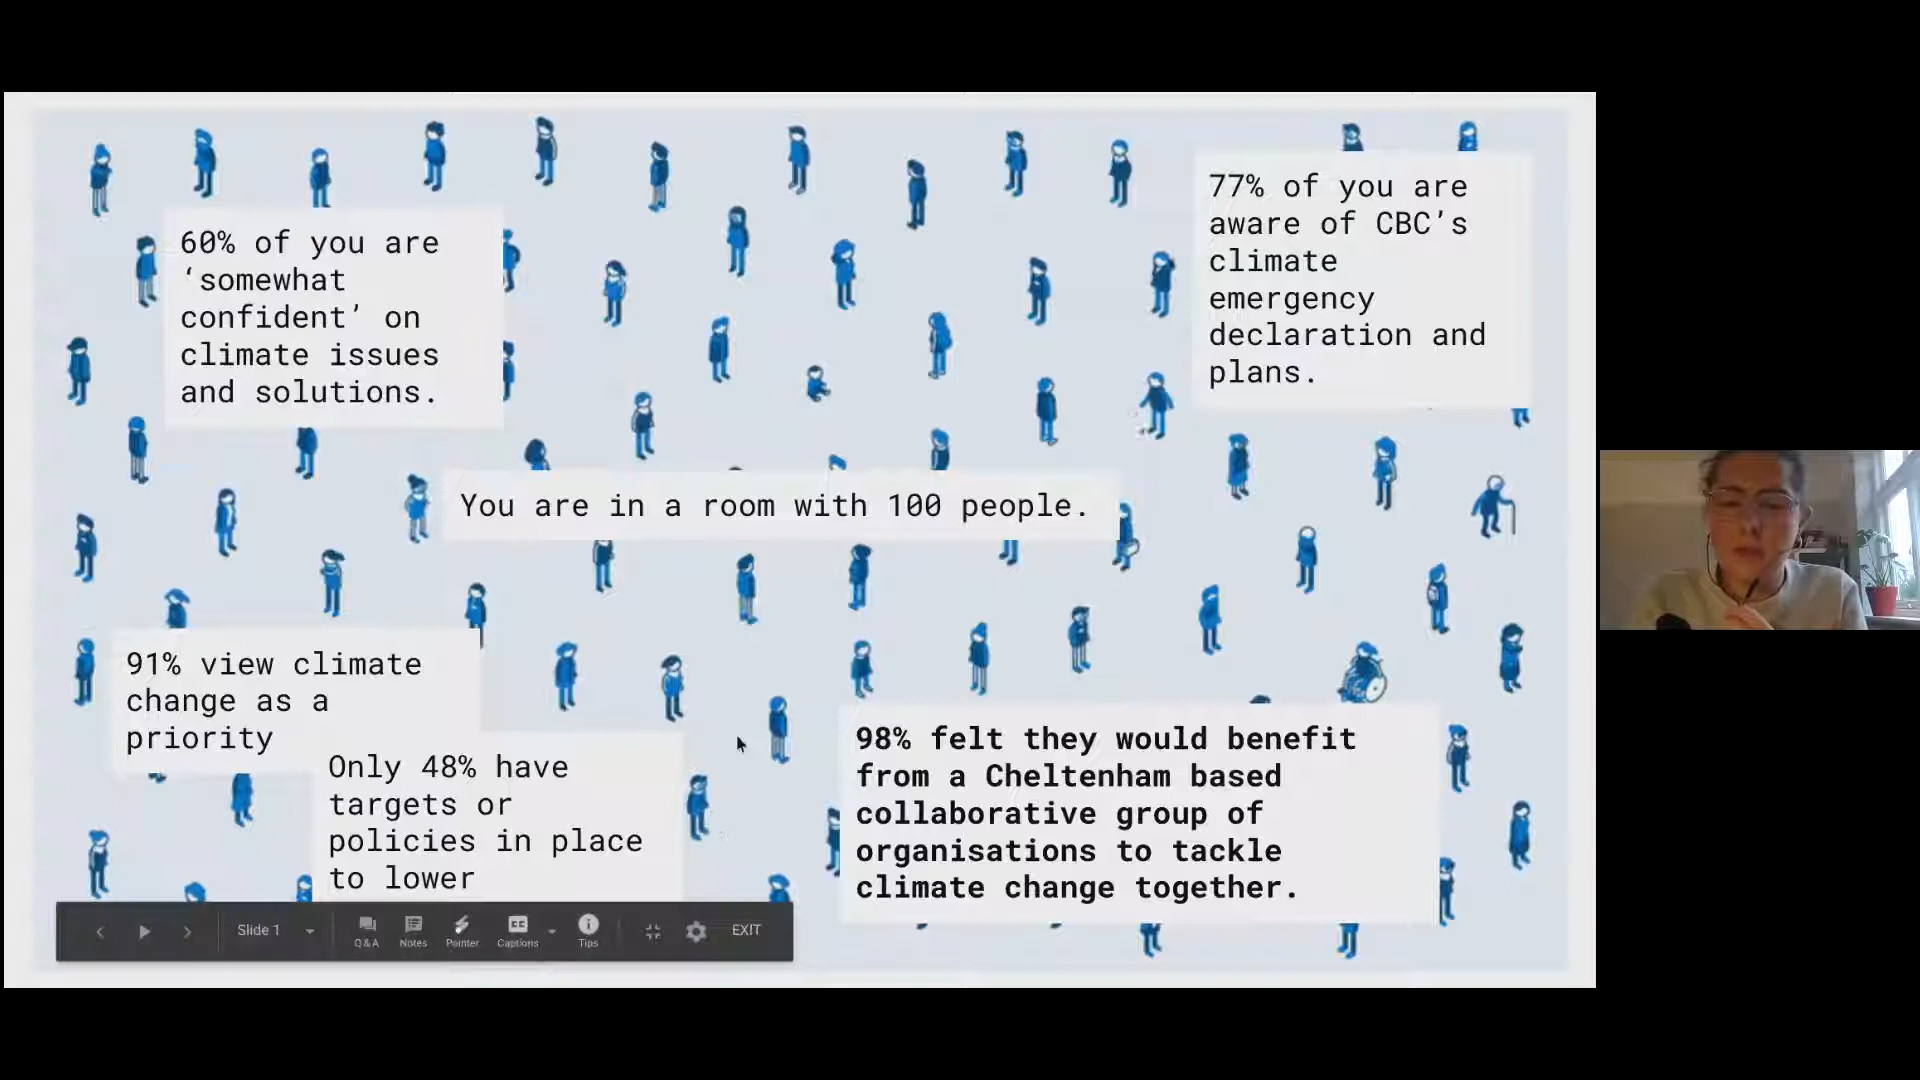 60% of you are
‘somewhat
confident’ on
climate issues
and solutions.
77% of you are
aware of CBC’s
climate
emergency
declaration and
plans.
You are in a room with 100 people.
91% view climate
change as a
priority
Only 48% have
targets or
policies in place
to lower
98% felt they would benefit
from a Cheltenham based
collaborative group of
organisations to tackle
climate change together.
Slide 1
Q&A
Notes
Pointer
CC
Captions
Tips
EXIT